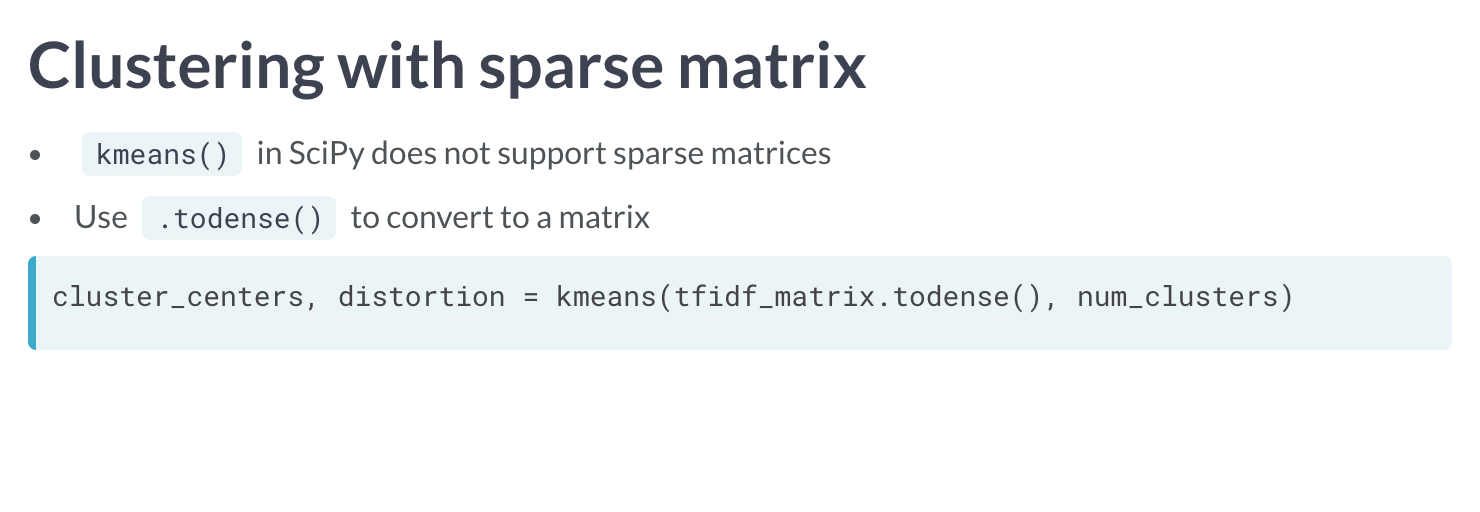 Clustering with sparse matrix
• kmeans() in SciPy does not support sparse matrices
• Use .todense() to convert to a matrix
cluster_centers, distortion = kmeans(tfidf_matrix.todense(), num_clusters)